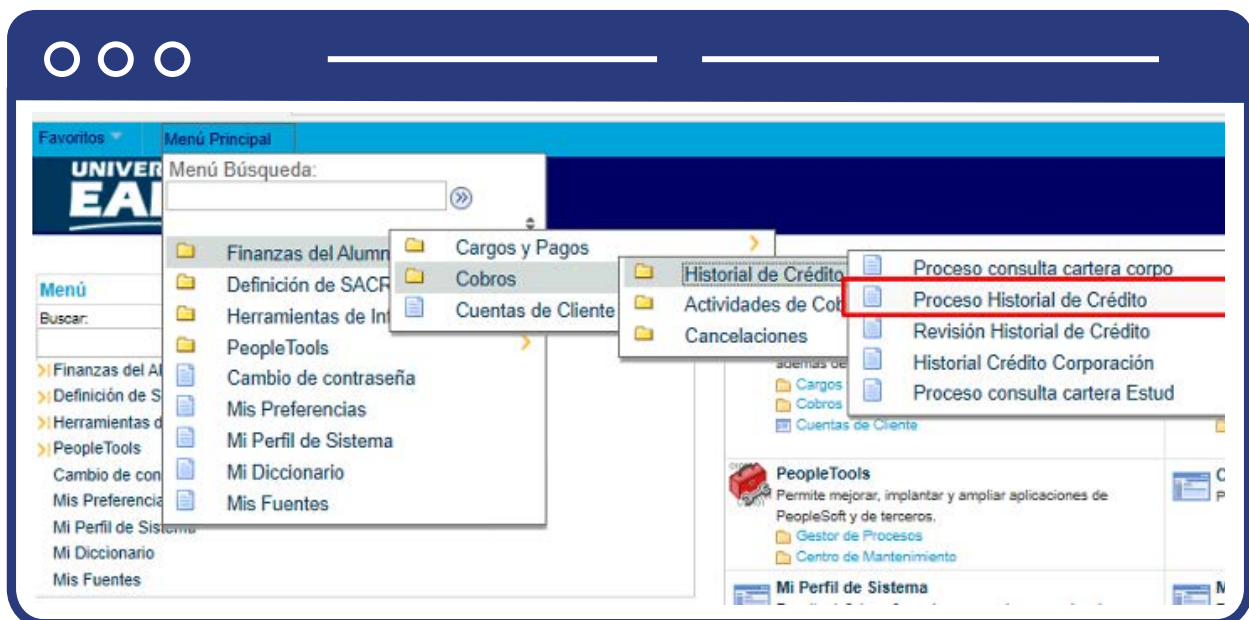 Favoritos
Menú Principal
UNIVER
EA
Menú Búsqueda:
Finanzas del Alumn
Definición de SACR
Herramientas de Int
PeopleTools
Cambio de contraseña
Mis Preferencias
Mi Perfil de Sistema
Mi Diccionario
Mis Fuentes
Cargos y Pagos
Cobros
Cuentas de Cliente
Historial de Crédito
Actividades de Cob
Cancelaciones
Proceso consulta cartera corpo
Proceso Historial de Crédito
Revisión Historial de Crédito
Historial Crédito Corporación
Proceso consulta cartera Estud
Menú
Buscar:
Finanzas del Al
Definición de S
Herramientas d
PeopleTools
Cambio de con
Mis Preferencia
Mi Perfil de Sistema
Mi Diccionario
Mis Fuentes
además de
Cargos
Cobros
Cuentas de Cliente
PeopleTools
Permite mejorar, implantar y ampliar aplicaciones de
PeopleSoft y de terceros.
Gestor de Procesos
Centro de Mantenimiento
Mi Perfil de Sistema